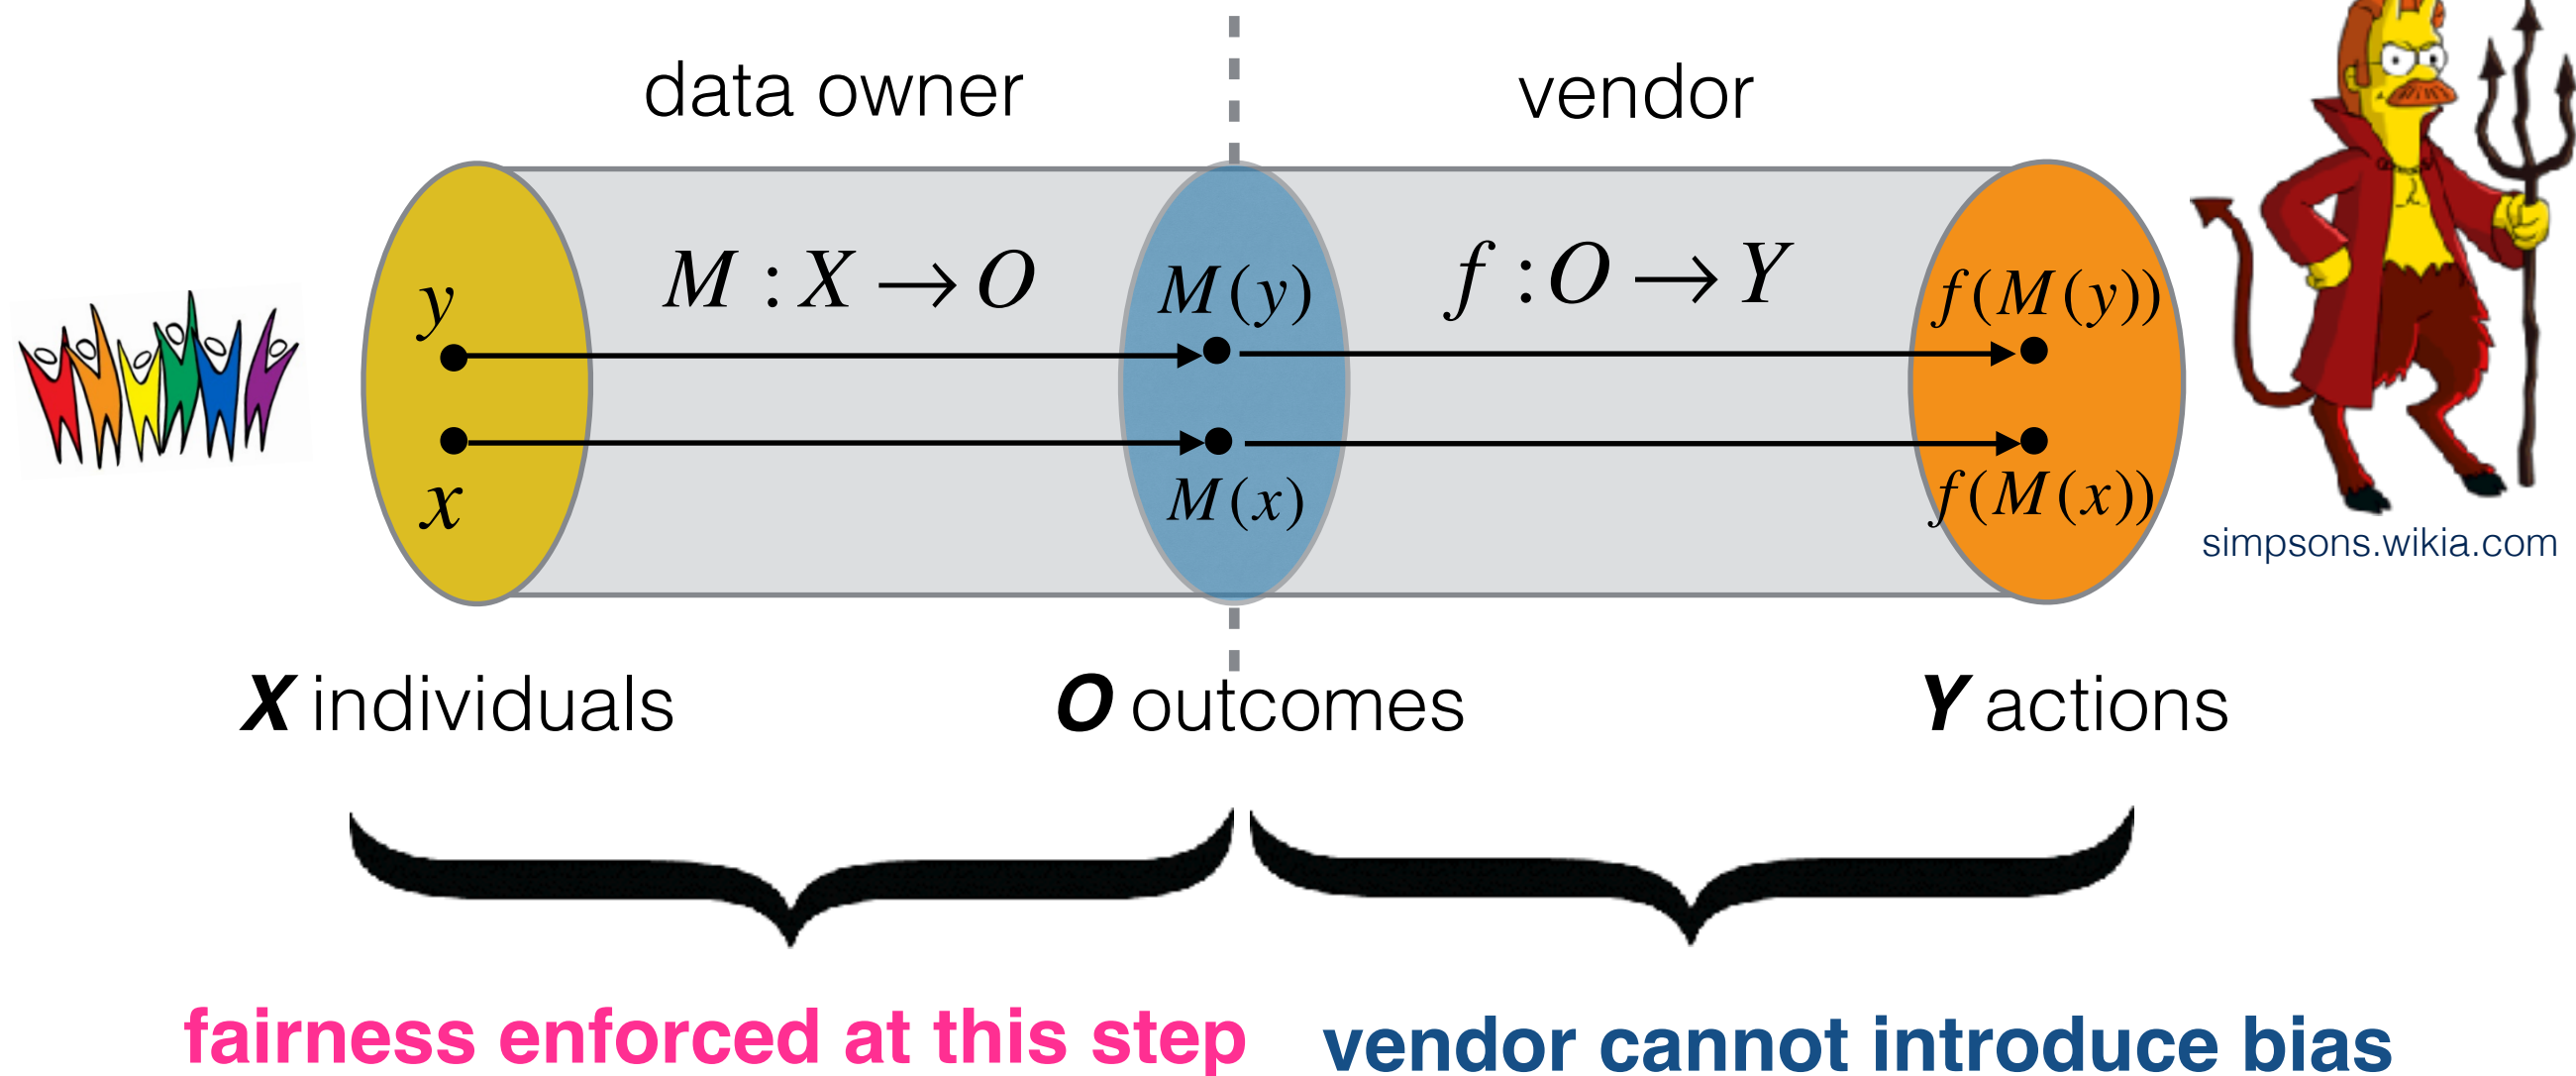 data owner
vendor
M : X → O
f : O → Y
y
M(y)
f(M(y))
x
M(x)
f(M(x))
simpsons.wikia.com
X individuals
O outcomes
Y actions
fairness enforced at this step
vendor cannot introduce bias